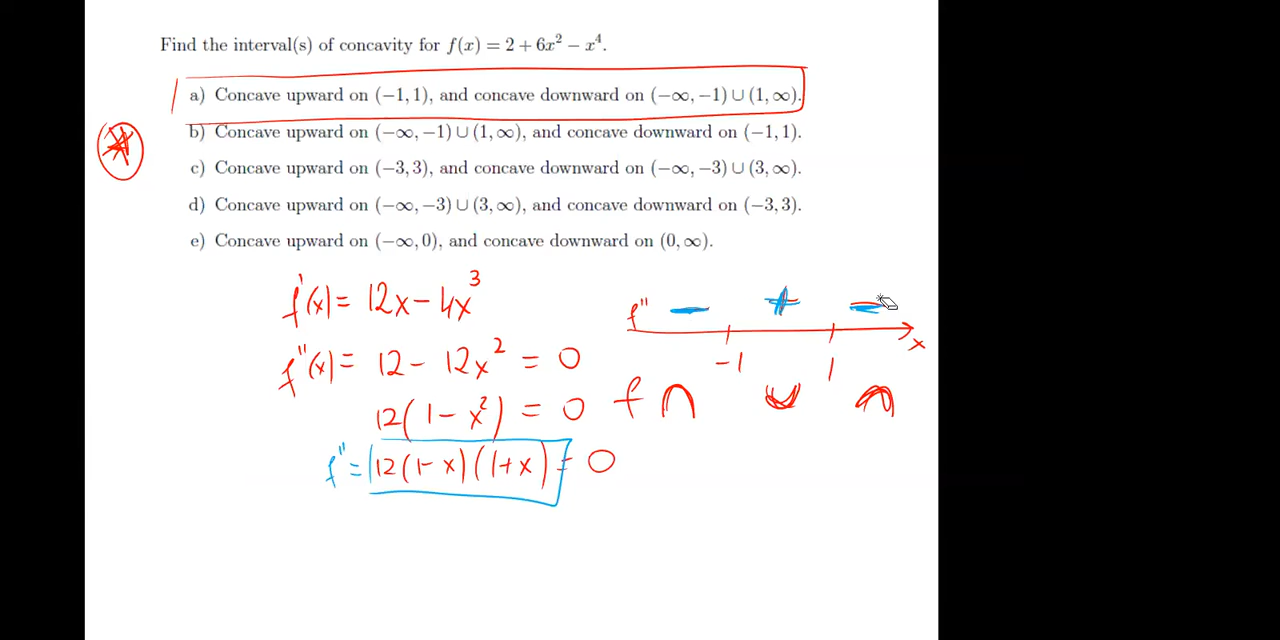 Find the interval(s) of concavity for f(x) = 2 + 6x² − x⁴.
a) Concave upward on (−1, 1), and concave downward on (−∞, −1) ∪ (1, ∞).
b) Concave upward on (−∞, −1) ∪ (1, ∞), and concave downward on (−1, 1).
c) Concave upward on (−3, 3), and concave downward on (−∞, −3) ∪ (3, ∞).
d) Concave upward on (−∞, −3) ∪ (3, ∞), and concave downward on (−3, 3).
e) Concave upward on (−∞, 0), and concave downward on (0, ∞).
f'(x) = 12x − 4x³
f''(x) = 12 − 12x² = 0
12(1 − x²) = 0
f'' = 12(1−x)(1+x) = 0
f'' − + −
−1 1 x
f ∩ ∪ ∩